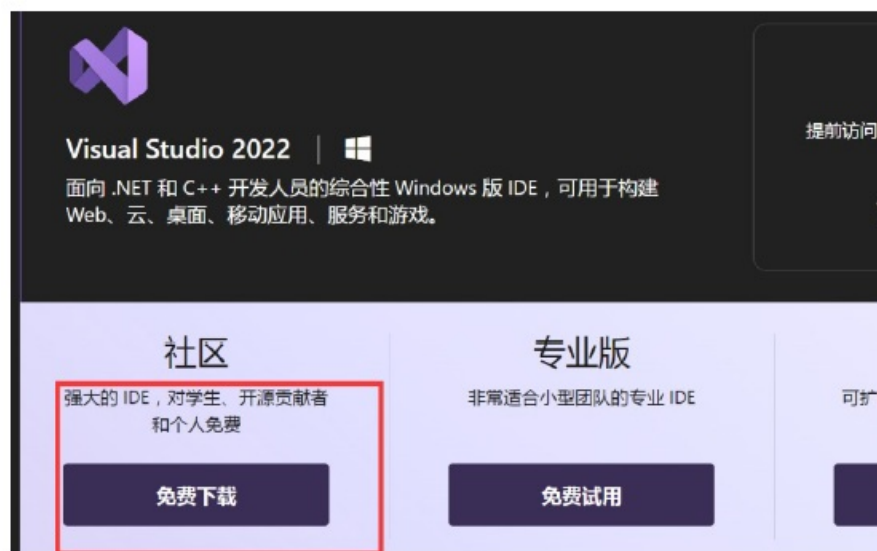 Visual Studio 2022
面向 .NET 和 C++ 开发人员的综合性 Windows 版 IDE，可用于构建
Web、云、桌面、移动应用、服务和游戏。
提前访问
社区
强大的 IDE，对学生、开源贡献者
和个人免费
免费下载
专业版
非常适合小型团队的专业 IDE
免费试用
可扩